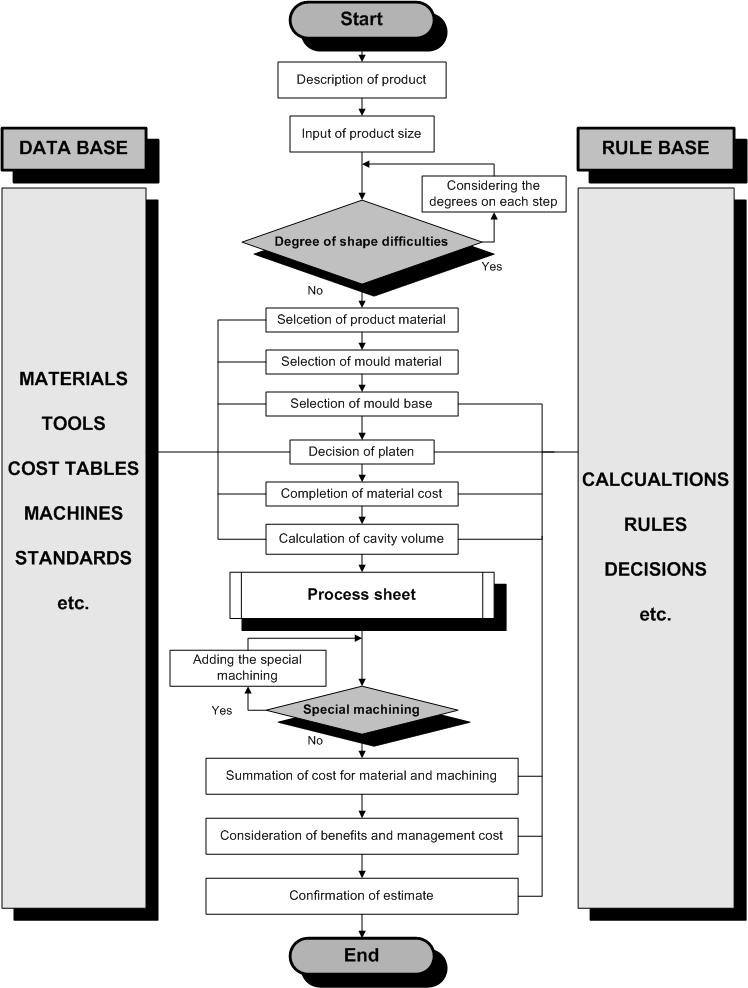 Start
Description of product
Input of product size
DATA BASE
RULE BASE
Considering the
degrees on each step
Degree of shape difficulties
Yes
No
Selcetion of product material
Selection of mould material
Selection of mould base
Decision of platen
Completion of material cost
Calculation of cavity volume
MATERIALS
TOOLS
COST TABLES
MACHINES
STANDARDS
etc.
CALCUALTIONS
RULES
DECISIONS
etc.
Process sheet
Adding the special
machining
Special machining
Yes
No
Summation of cost for material and machining
Consideration of benefits and management cost
Confirmation of estimate
End